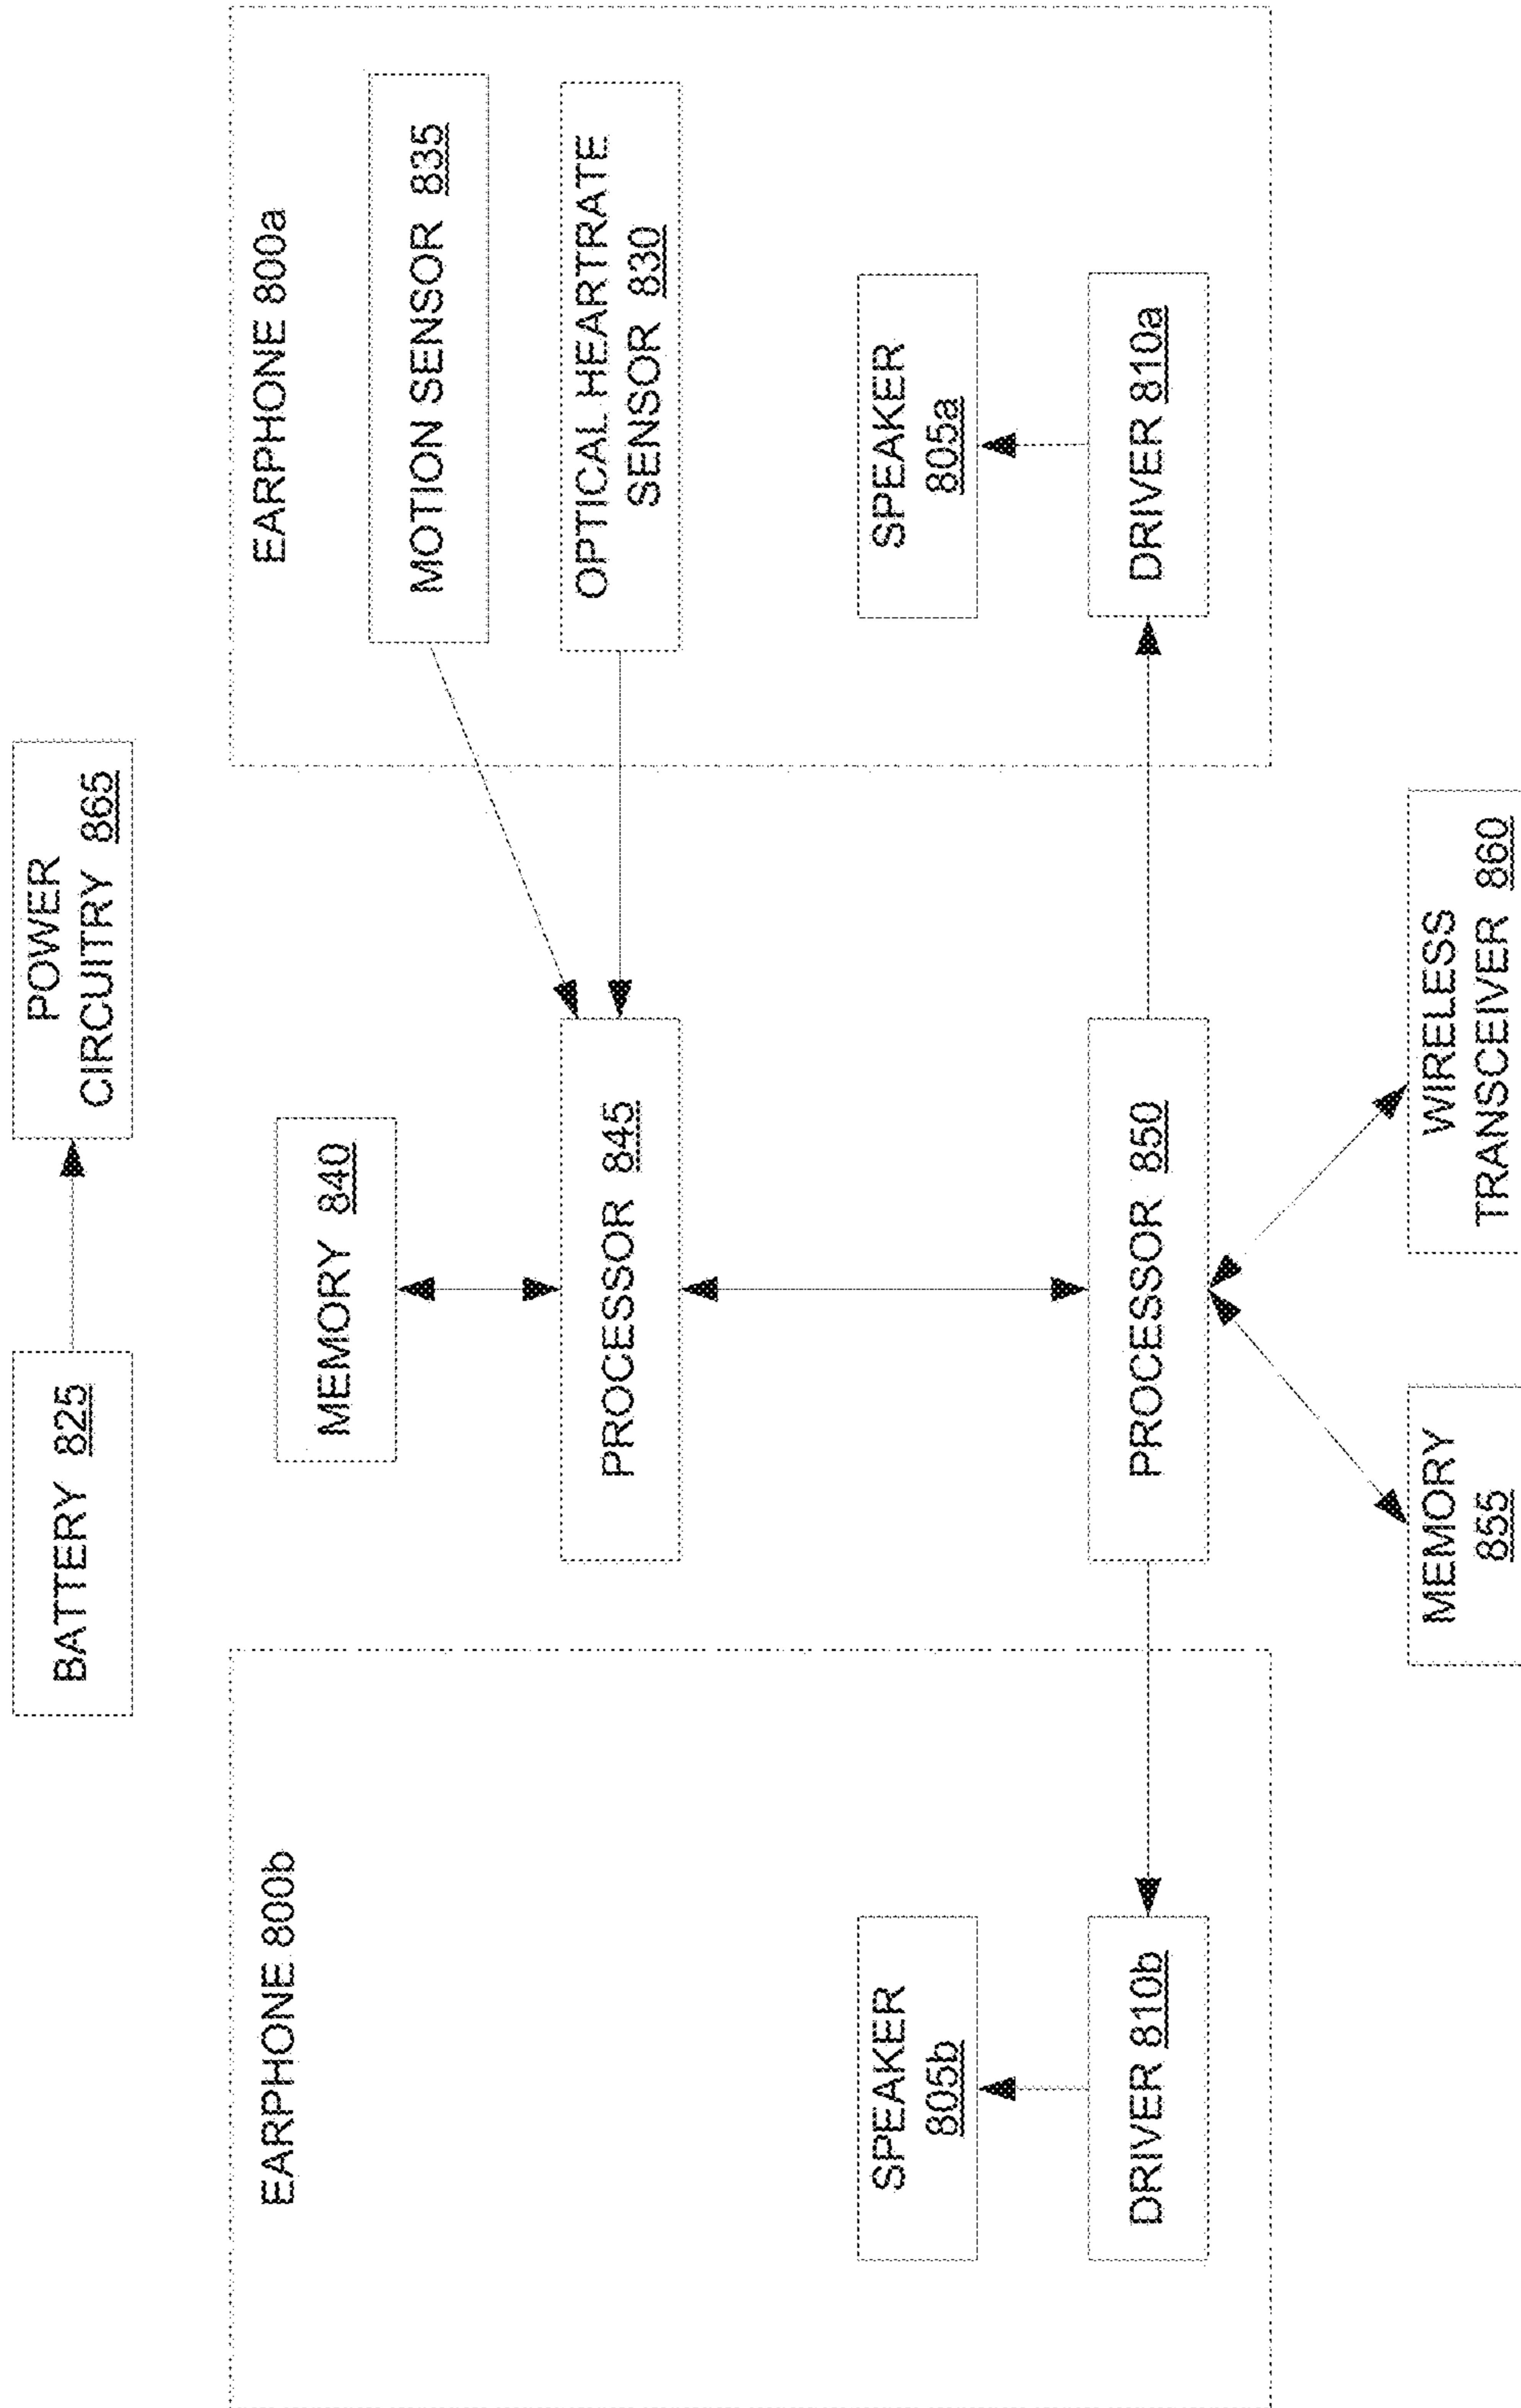 BATTERY 825
POWER
CIRCUITRY 865
EARPHONE 800b
EARPHONE 800a
MEMORY 840
MOTION SENSOR 835
PROCESSOR 845
OPTICAL HEARTRATE
SENSOR 830
SPEAKER
805b
SPEAKER
805a
DRIVER 810b
PROCESSOR 850
DRIVER 810a
MEMORY
855
WIRELESS
TRANSCEIVER 860